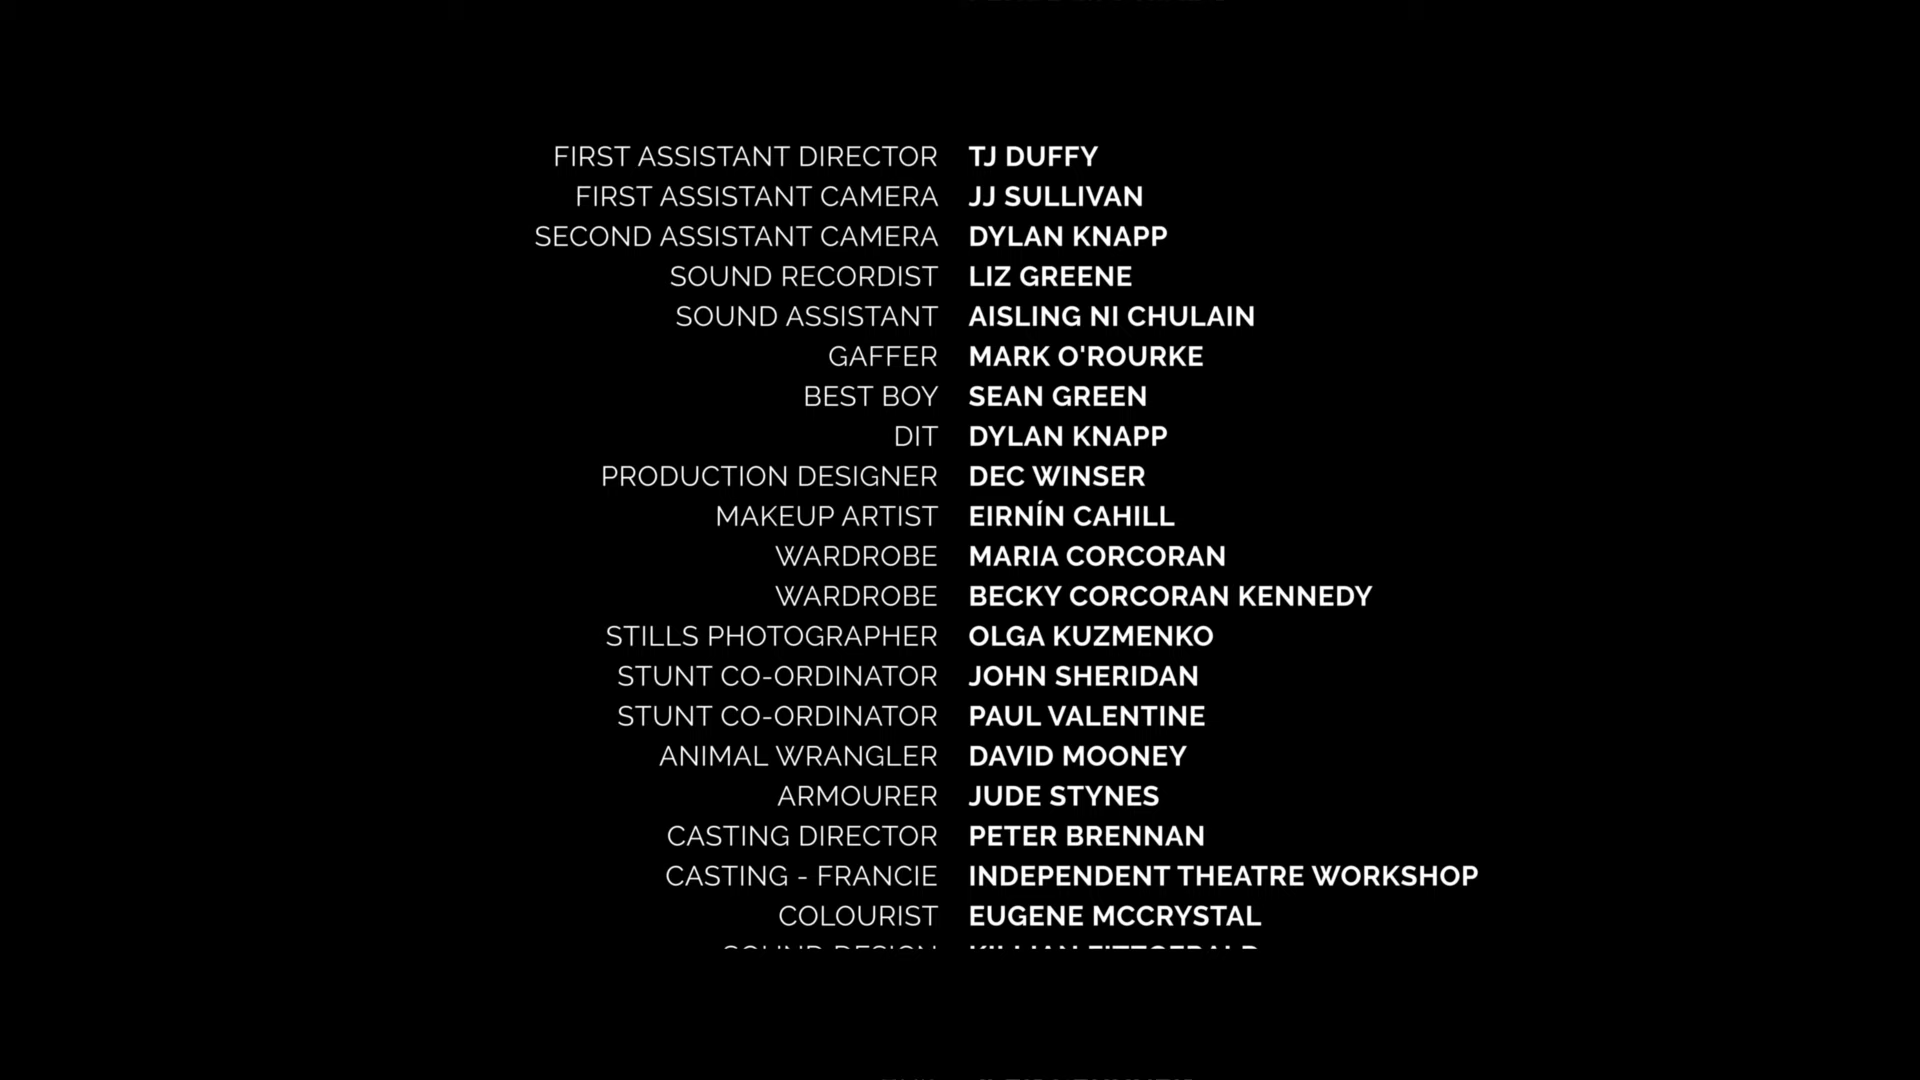 FIRST ASSISTANT DIRECTOR TJ DUFFY
FIRST ASSISTANT CAMERA JJ SULLIVAN
SECOND ASSISTANT CAMERA DYLAN KNAPP
SOUND RECORDIST LIZ GREENE
SOUND ASSISTANT AISLING NI CHULAIN
GAFFER MARK O'ROURKE
BEST BOY SEAN GREEN
DIT DYLAN KNAPP
PRODUCTION DESIGNER DEC WINSER
MAKEUP ARTIST EIRNÍN CAHILL
WARDROBE MARIA CORCORAN
WARDROBE BECKY CORCORAN KENNEDY
STILLS PHOTOGRAPHER OLGA KUZMENKO
STUNT CO-ORDINATOR JOHN SHERIDAN
STUNT CO-ORDINATOR PAUL VALENTINE
ANIMAL WRANGLER DAVID MOONEY
ARMOURER JUDE STYNES
CASTING DIRECTOR PETER BRENNAN
CASTING - FRANCIE INDEPENDENT THEATRE WORKSHOP
COLOURIST EUGENE MCCRYSTAL
SOUND DESIGN KILLIAN FITZGERALD